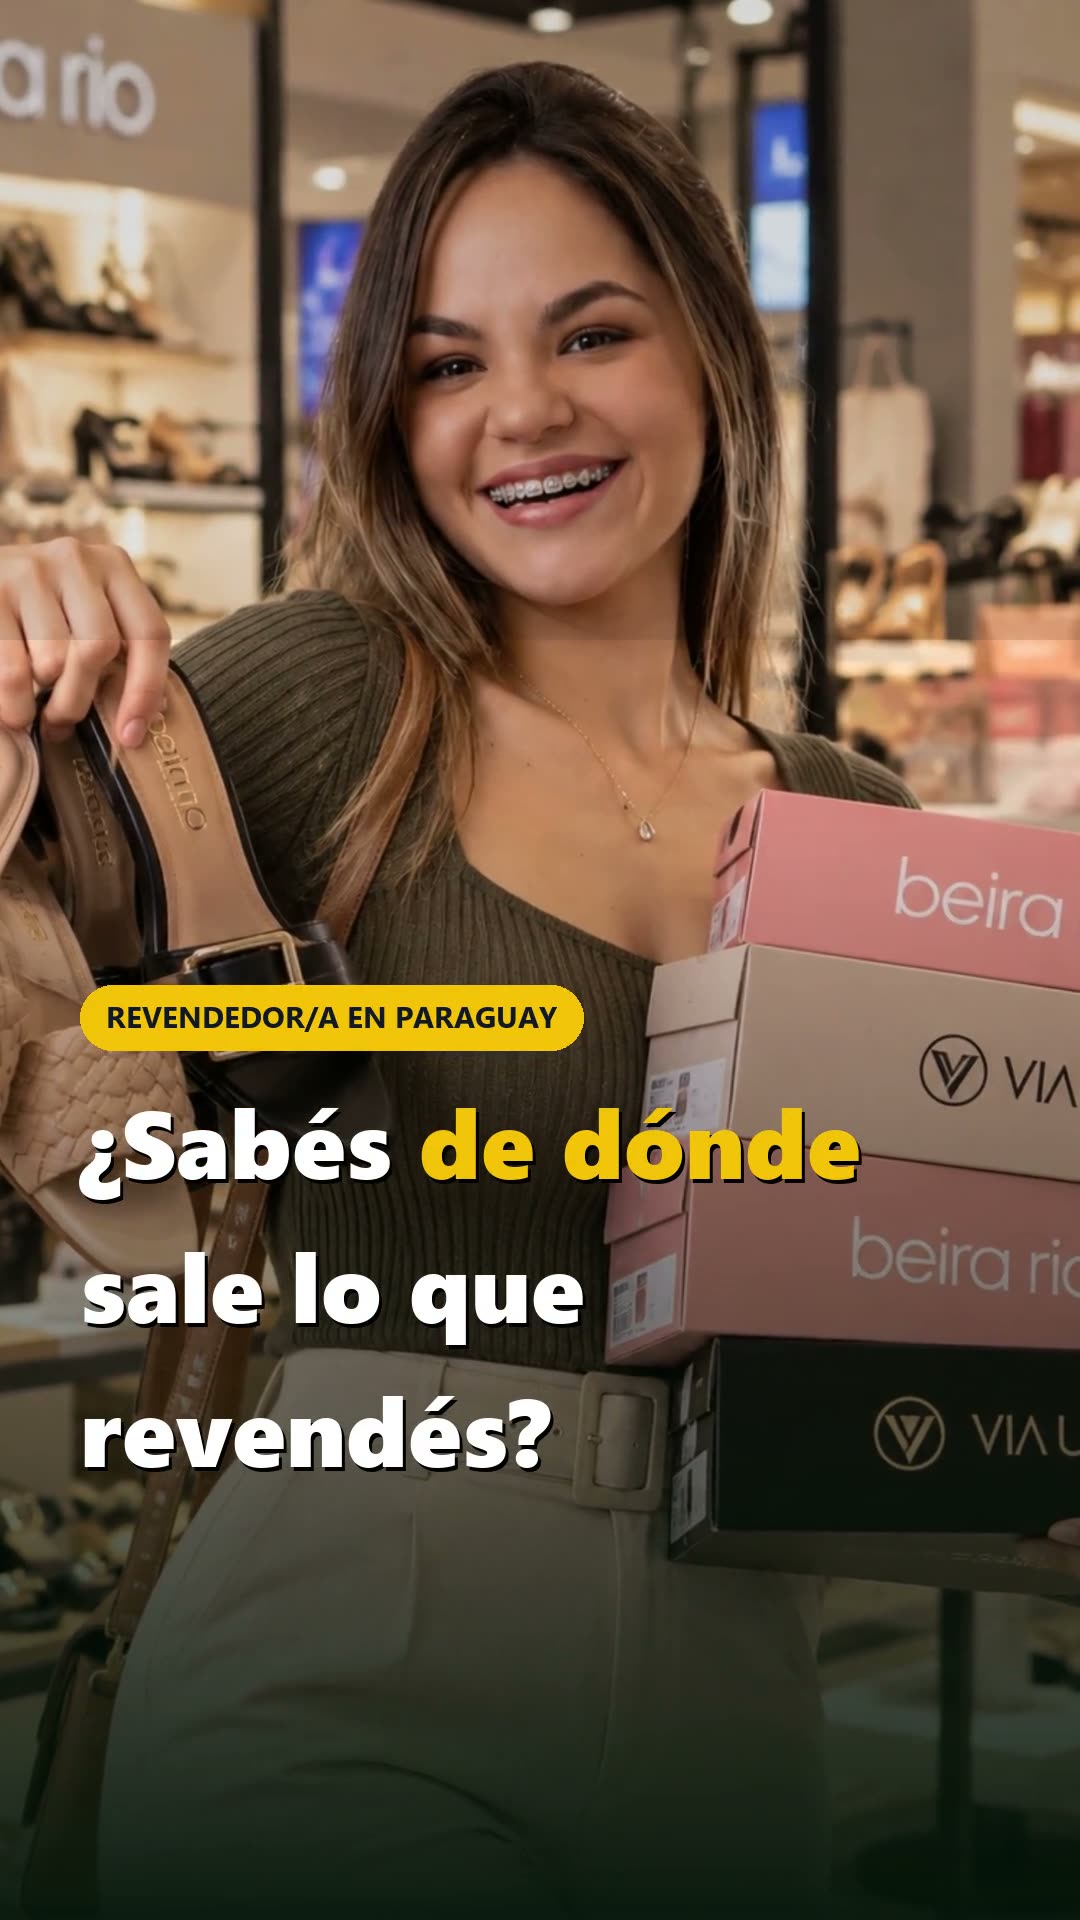 a rio
beira
VIA
beira rio
VIA U
REVENDEDOR/A EN PARAGUAY
¿Sabés de dónde
sale lo que
revendés?